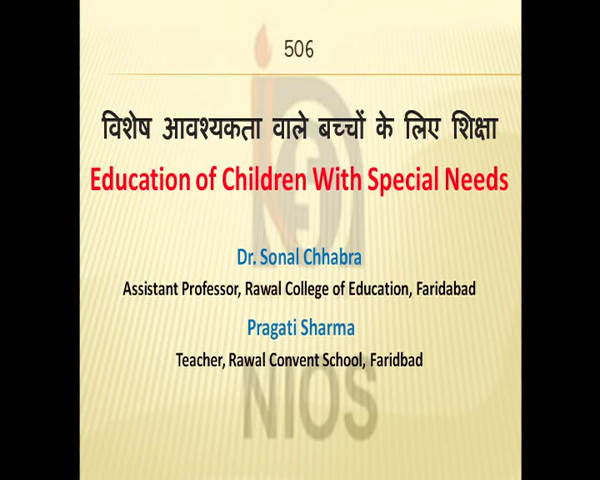 506
विशेष आवश्यकता वाले बच्चों के लिए शिक्षा
Education of Children With Special Needs
Dr. Sonal Chhabra
Assistant Professor, Rawal College of Education, Faridabad
Pragati Sharma
Teacher, Rawal Convent School, Faridbad
NIOS